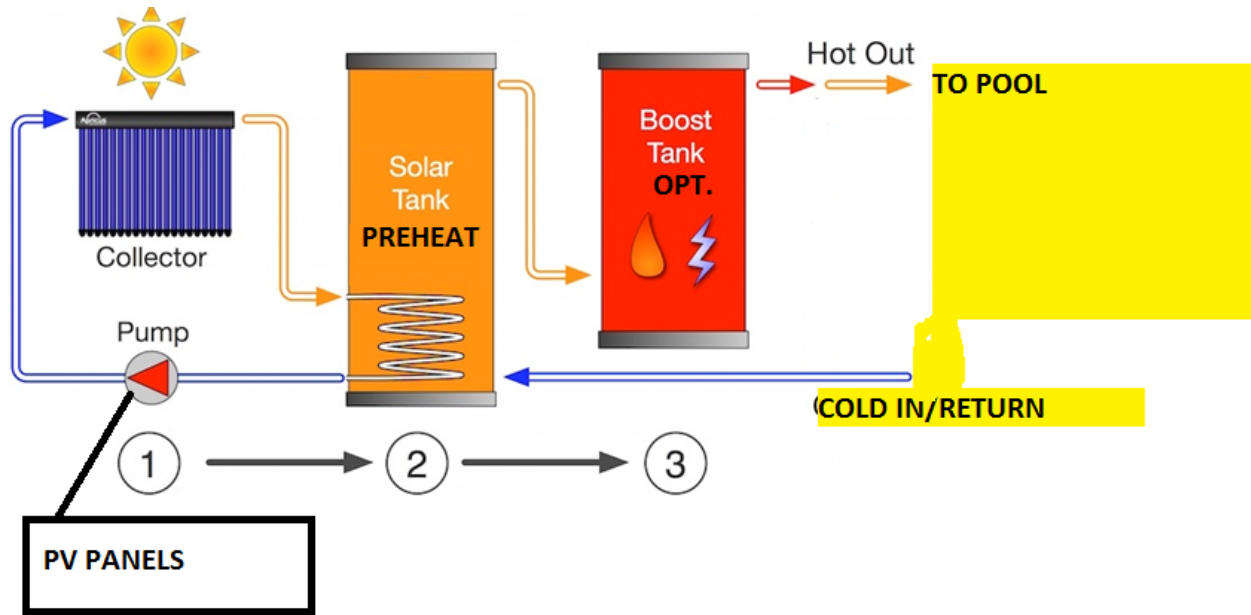 Hot Out
TO POOL
Apricus
Boost
Tank
OPT.
Solar
Tank
PREHEAT
Collector
Pump
COLD IN/RETURN
1
2
3
PV PANELS